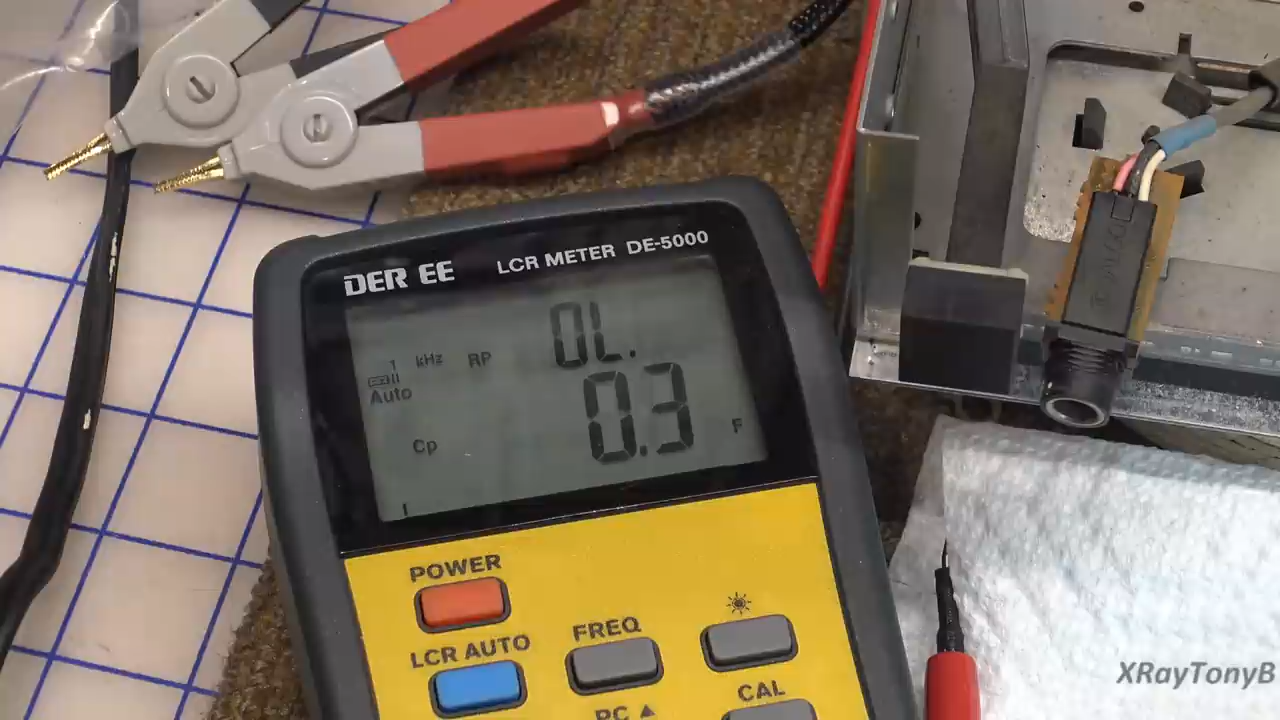 DER EE LCR METER DE-5000
OL.
1 kHz RP
Auto
0.3 F
Cp
POWER
LCR AUTO
FREQ
CAL
PC ▲
XRayTonyB